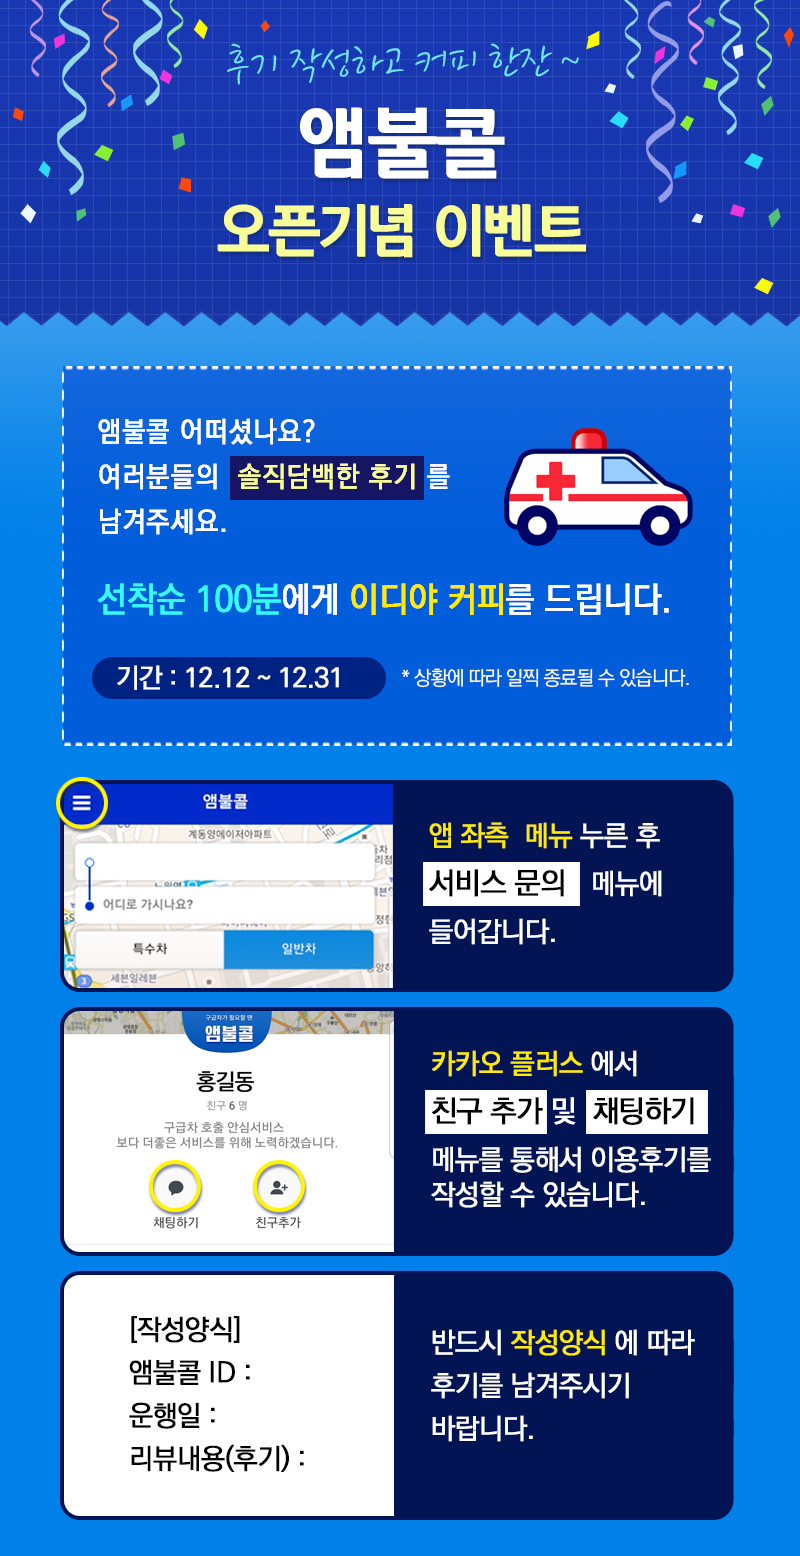 후기 작성하고 커피 한잔 ~
앰불콜
오픈기념 이벤트
앰불콜 어떠셨나요?
여러분들의 솔직담백한 후기 를
남겨주세요.
선착순 100분에게 이디야 커피를 드립니다.
기간 : 12.12 ~ 12.31
* 상황에 따라 일찍 종료될 수 있습니다.
앰불콜
계동양메이저아파트
어디로 가시나요?
특수차
일반차
세븐일레븐
3
앱 좌측 메뉴 누른 후
서비스 문의 메뉴에
들어갑니다.
구급차가 필요할 땐
앰불콜
홍길동
친구 6 명
구급차 호출 안심서비스
보다 더좋은 서비스를 위해 노력하겠습니다.
채팅하기
친구추가
카카오 플러스 에서
친구 추가 및 채팅하기
메뉴를 통해서 이용후기를
작성할 수 있습니다.
[작성양식]
앰불콜 ID :
운행일 :
리뷰내용(후기) :
반드시 작성양식 에 따라
후기를 남겨주시기
바랍니다.